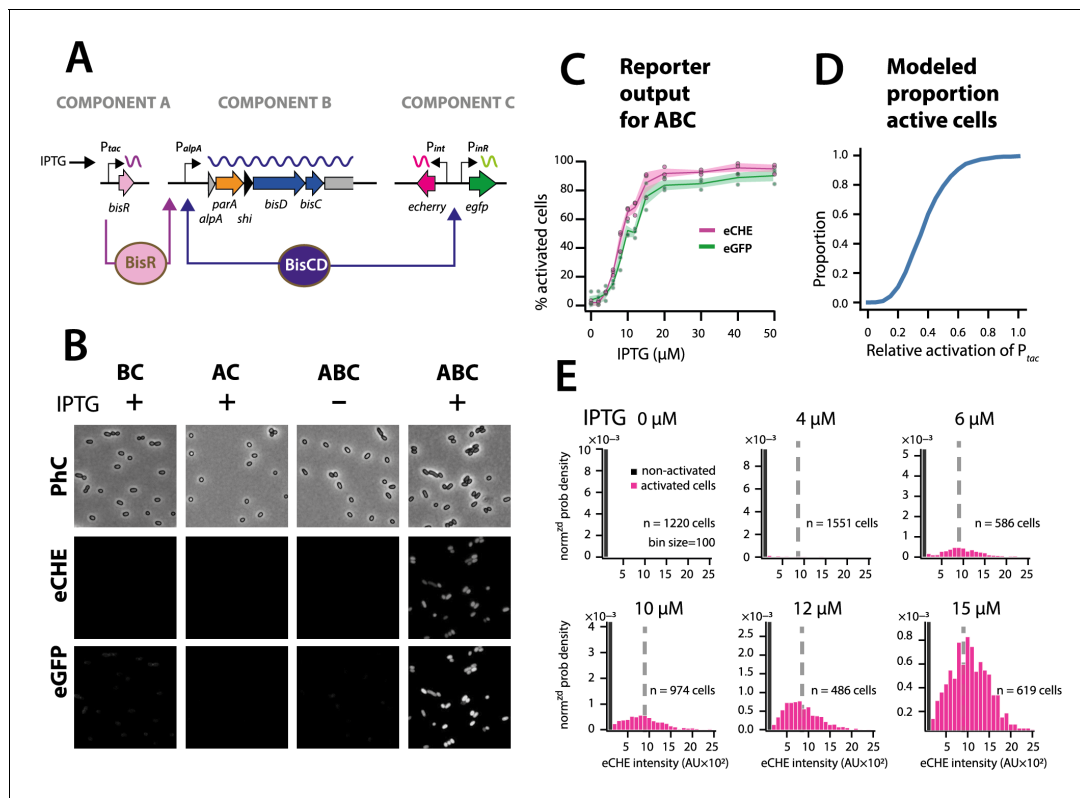 A
COMPONENT A
COMPONENT B
COMPONENT C
IPTG
Ptac
PalpA
Pint
PinR
bisR
alpA
parA
shi
bisD
bisC
echerry
egfp
BisR
BisCD
B
BC
AC
ABC
ABC
IPTG
+
+
–
+
PhC
eCHE
eGFP
C
Reporter
output
for ABC
% activated cells
100
80
60
40
20
0
eCHE
eGFP
0
10
20
30
40
50
IPTG (µM)
D
Modeled
proportion
active cells
Proportion
1.0
0.8
0.6
0.4
0.2
0.0
0
0.2
0.4
0.6
0.8
1.0
Relative activation of Ptac
E
IPTG
0 µM
×10⁻³
norm²ᵈ prob density
10
8
6
4
2
0
non-activated
activated cells
n = 1220 cells
bin size=100
5 10 15 20 25
4 µM
×10⁻³
8
6
4
2
0
n = 1551 cells
5 10 15 20 25
6 µM
×10⁻³
5
4
3
2
1
0
n = 586 cells
5 10 15 20 25
10 µM
×10⁻³
norm²ᵈ prob density
4
3
2
1
0
n = 974 cells
5 10 15 20 25
eCHE intensity (AU×10²)
12 µM
×10⁻³
2.5
2.0
1.5
1.0
0.5
0.0
n = 486 cells
5 10 15 20 25
eCHE intensity (AU×10²)
15 µM
×10⁻³
0.8
0.6
0.4
0.2
n = 619 cells
5 10 15 20 25
eCHE intensity (AU×10²)